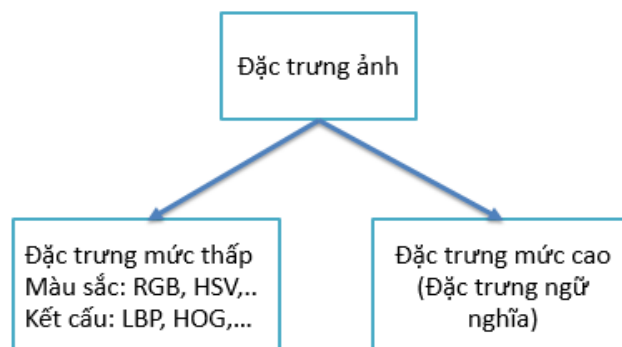 Đặc trưng ảnh
Đặc trưng mức thấp
Màu sắc: RGB, HSV,..
Kết cấu: LBP, HOG,...
Đặc trưng mức cao
(Đặc trưng ngữ
nghĩa)